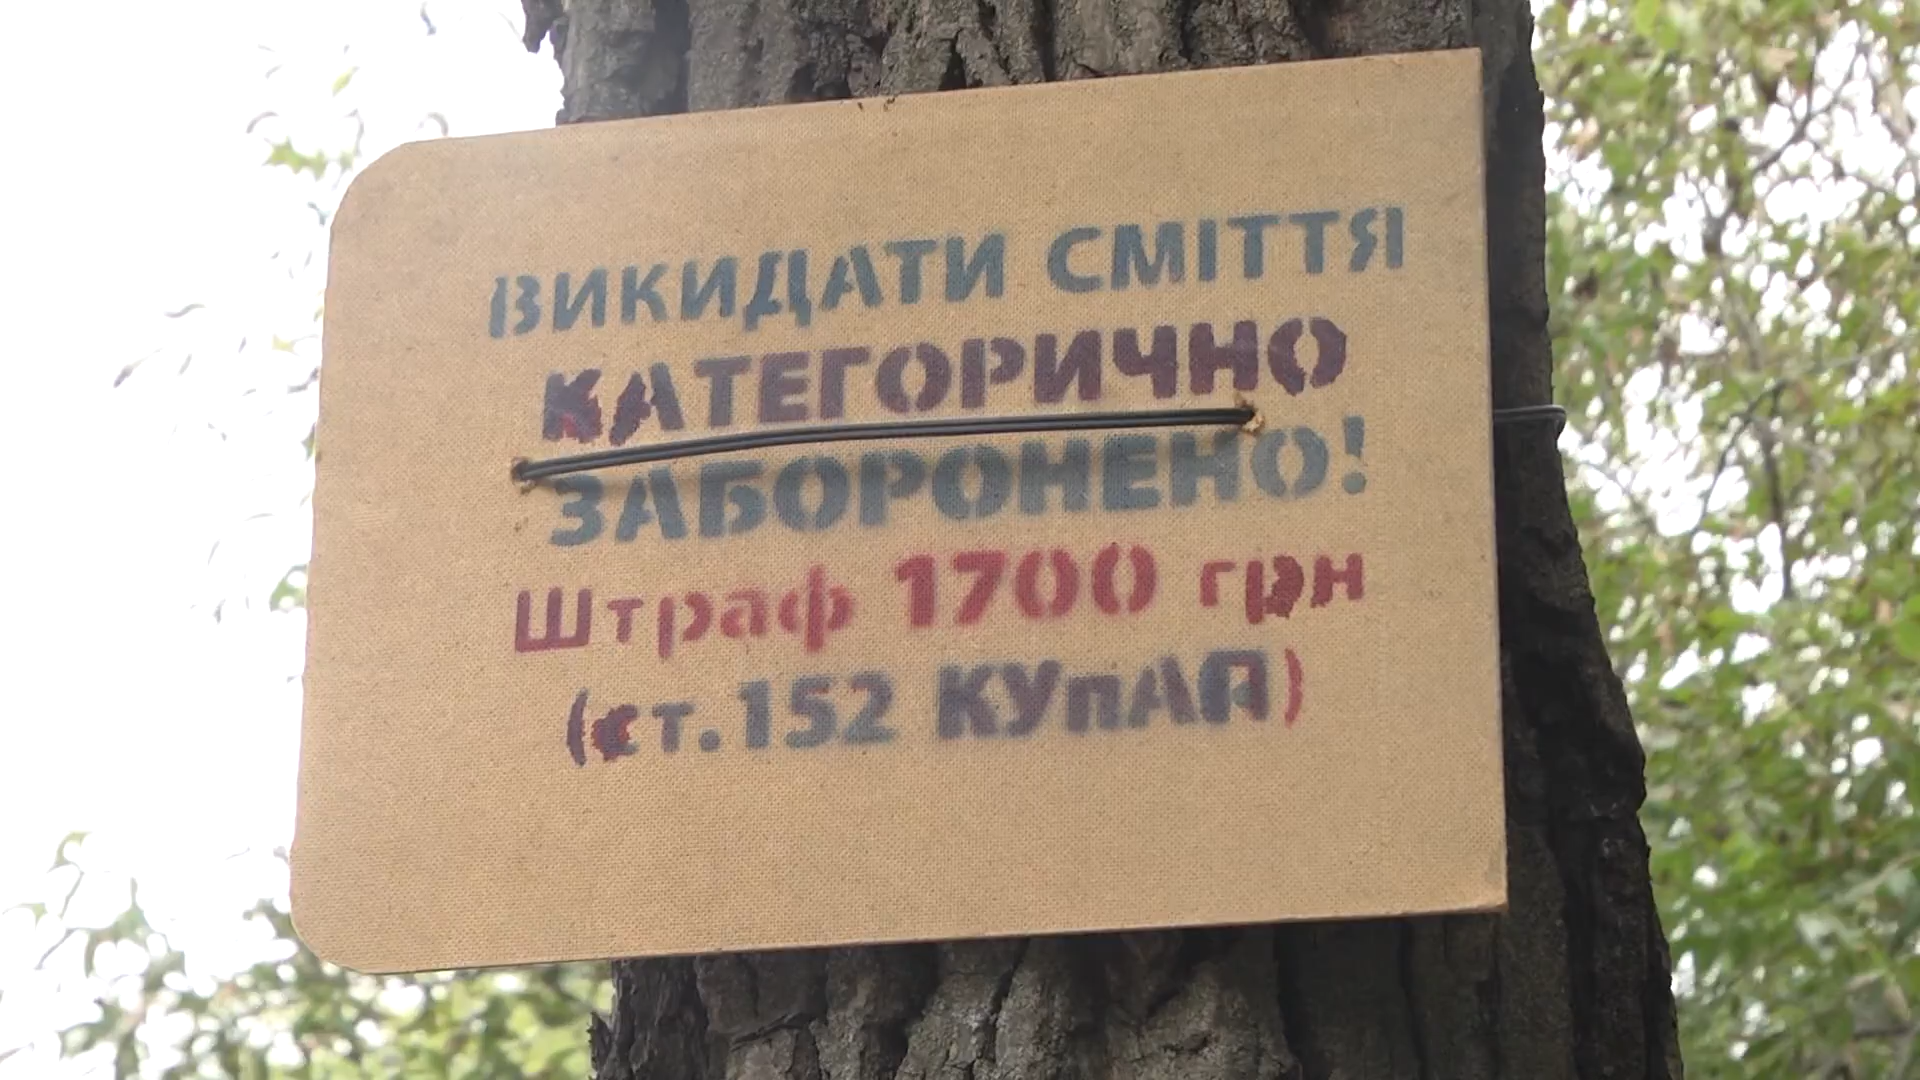 ВИКИДАТИ СМІТТЯ
КАТЕГОРИЧНО
ЗАБОРОНЕНО!
Штраф 1700 грн
(ст.152 КУпАП)